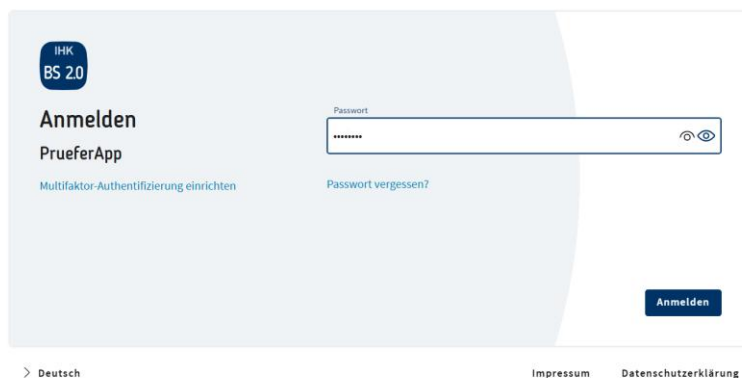 IHK
BS 2.0
Anmelden
PrueferApp
Multifaktor-Authentifizierung einrichten
Passwort
••••••••
Passwort vergessen?
Anmelden
Deutsch
Impressum Datenschutzerklärung